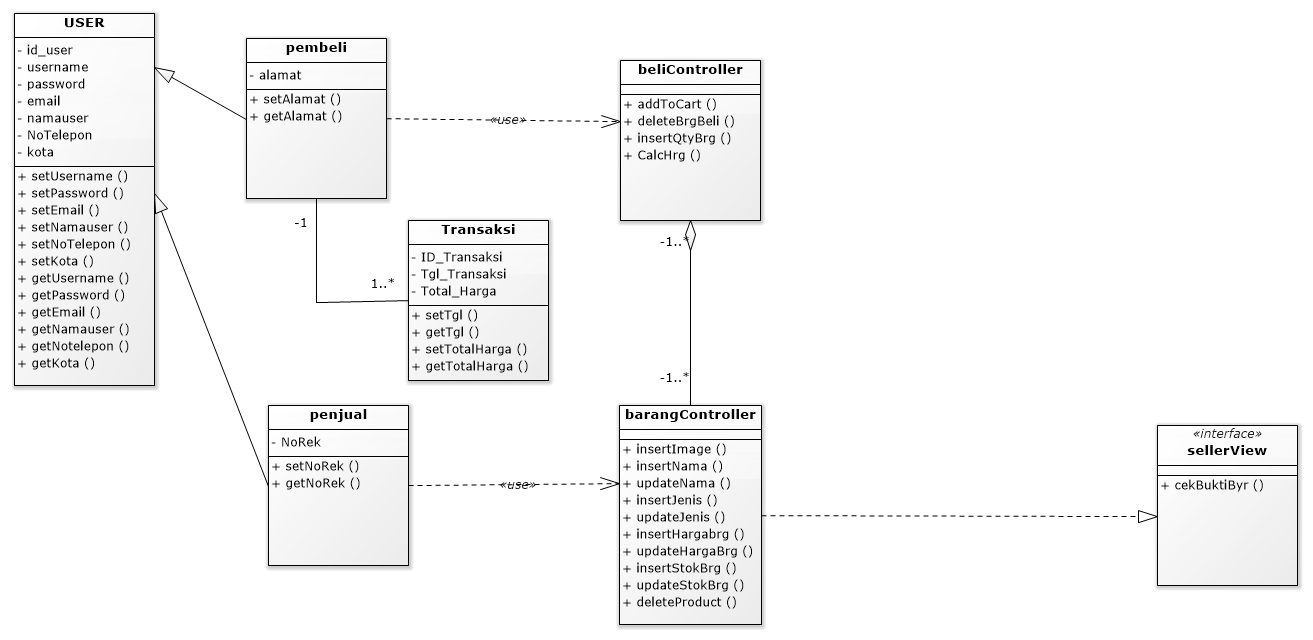 USER
- id_user
- username
- password
- email
- namauser
- NoTelepon
- kota
+ setUsername ()
+ setPassword ()
+ setEmail ()
+ setNamauser ()
+ setNoTelepon ()
+ setKota ()
+ getUsername ()
+ getPassword ()
+ getEmail ()
+ getNamauser ()
+ getNotelepon ()
+ getKota ()
pembeli
- alamat
+ setAlamat ()
+ getAlamat ()
«use»
beliController
+ addToCart ()
+ deleteBrgBeli ()
+ insertQtyBrg ()
+ CalcHrg ()
-1
1..*
Transaksi
- ID_Transaksi
- Tgl_Transaksi
- Total_Harga
+ setTgl ()
+ getTgl ()
+ setTotalHarga ()
+ getTotalHarga ()
-1..*
-1..*
penjual
- NoRek
+ setNoRek ()
+ getNoRek ()
«use»
barangController
+ insertImage ()
+ insertNama ()
+ updateNama ()
+ insertJenis ()
+ updateJenis ()
+ insertHargabrg ()
+ updateHargaBrg ()
+ insertStokBrg ()
+ updateStokBrg ()
+ deleteProduct ()
«interface»
sellerView
+ cekBuktiByr ()